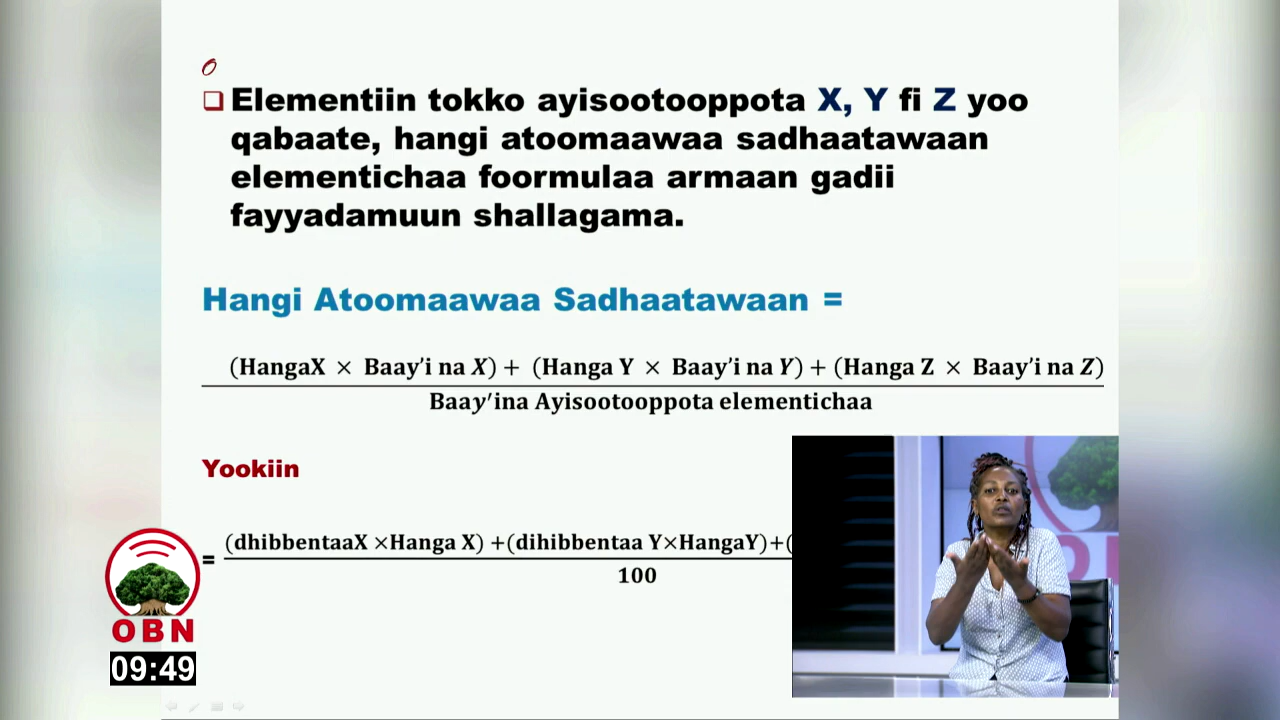 Elementiin tokko ayisootooppota X, Y fi Z yoo
qabaate, hangi atoomaawaa sadhaatawaan
elementichaa foormulaa armaan gadii
fayyadamuun shallagama.
Hangi Atoomaawaa Sadhaatawaan =
(HangaX × Baay'i na X) + (Hanga Y × Baay'i na Y) + (Hanga Z × Baay'i na Z)
Baay'ina Ayisootooppota elementichaa
Yookiin
= (dhibbentaaX ×Hanga X) +(dihibbentaa Y×HangaY)+(
100
OBN
09:49